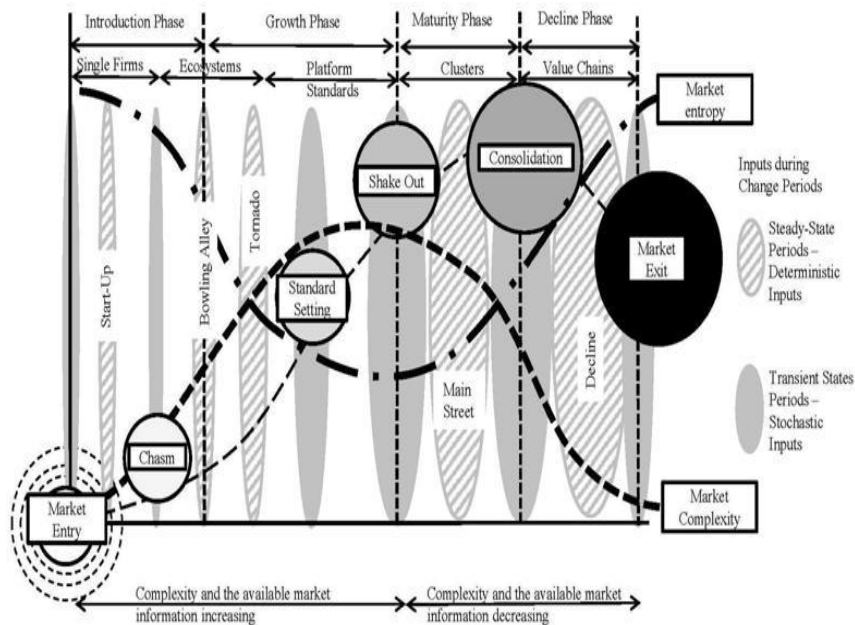 Introduction Phase
Growth Phase
Maturity Phase
Decline Phase
Single Firms
Ecosystems
Platform
Standards
Clusters
Value Chains
Market
entropy
Consolidation
Shake Out
Inputs during
Change Periods
Steady-State
Periods –
Deterministic
Inputs
Start-Up
Bowling Alley
Tornado
Standard
Setting
Market
Exit
Main
Street
Decline
Transient States
Periods –
Stochastic
Inputs
Chasm
Market
Entry
Market
Complexity
Complexity and the available market
information increasing
Complexity and the available market
information decreasing